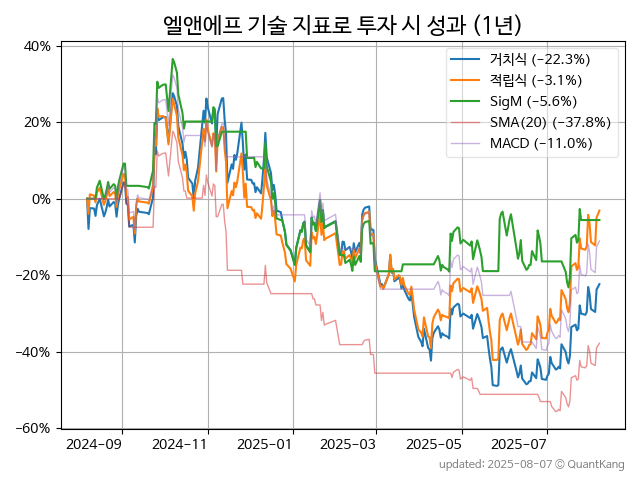 엘앤에프 기술 지표로 투자 시 성과 (1년)
거치식 (−22.3%)
적립식 (−3.1%)
SigM (−5.6%)
SMA(20) (−37.8%)
MACD (−11.0%)
40%
20%
0%
−20%
−40%
−60%
2024-09 2024-11 2025-01 2025-03 2025-05 2025-07
updated: 2025-08-07 © QuantKang